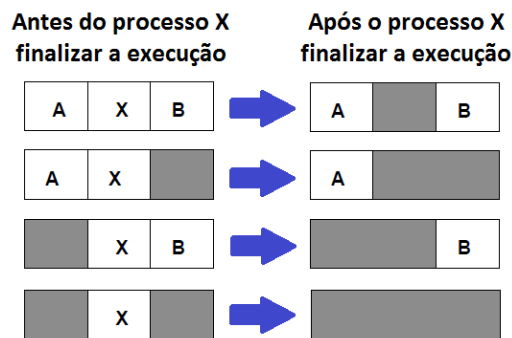 Antes do processo X
finalizar a execução
Após o processo X
finalizar a execução
A X B
A B
A X
A
X B
B
X